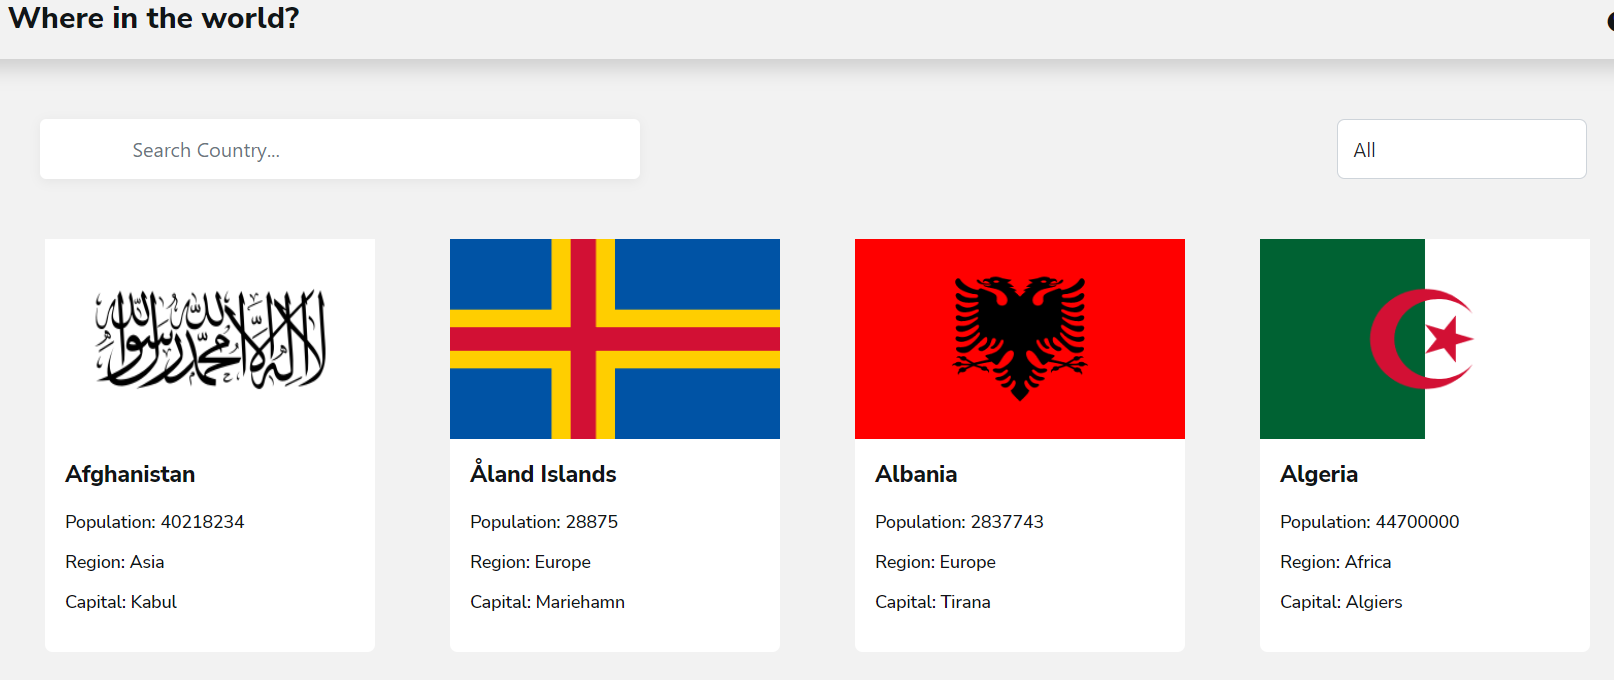 Where in the world?
Search Country...
All
لا إله إلا الله محمد رسول الله
Afghanistan
Population: 40218234
Region: Asia
Capital: Kabul
Åland Islands
Population: 28875
Region: Europe
Capital: Mariehamn
Albania
Population: 2837743
Region: Europe
Capital: Tirana
Algeria
Population: 44700000
Region: Africa
Capital: Algiers